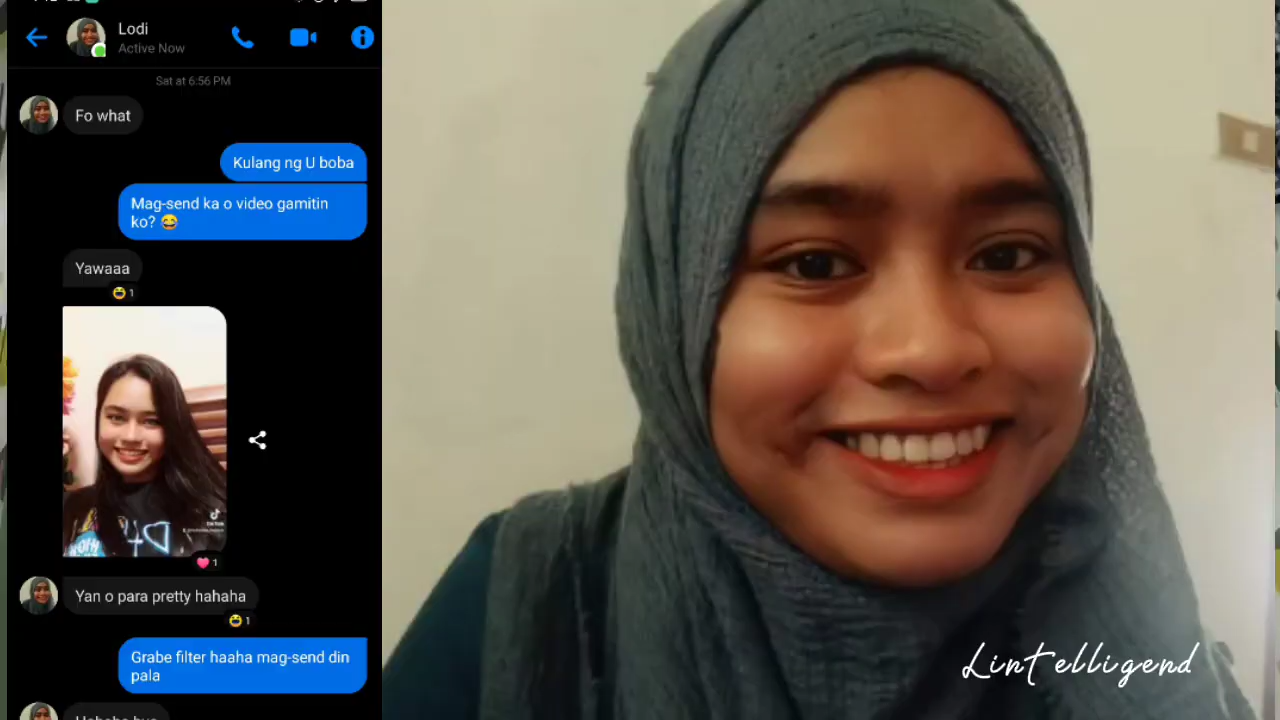 Lodi
Active Now
Sat at 6:56 PM
Fo what
Kulang ng U boba
Mag-send ka o video gamitin
ko? 😂
Yawaaa
1
TikTok
1
Yan o para pretty hahaha
1
Grabe filter haaha mag-send din
pala
Lintelligend